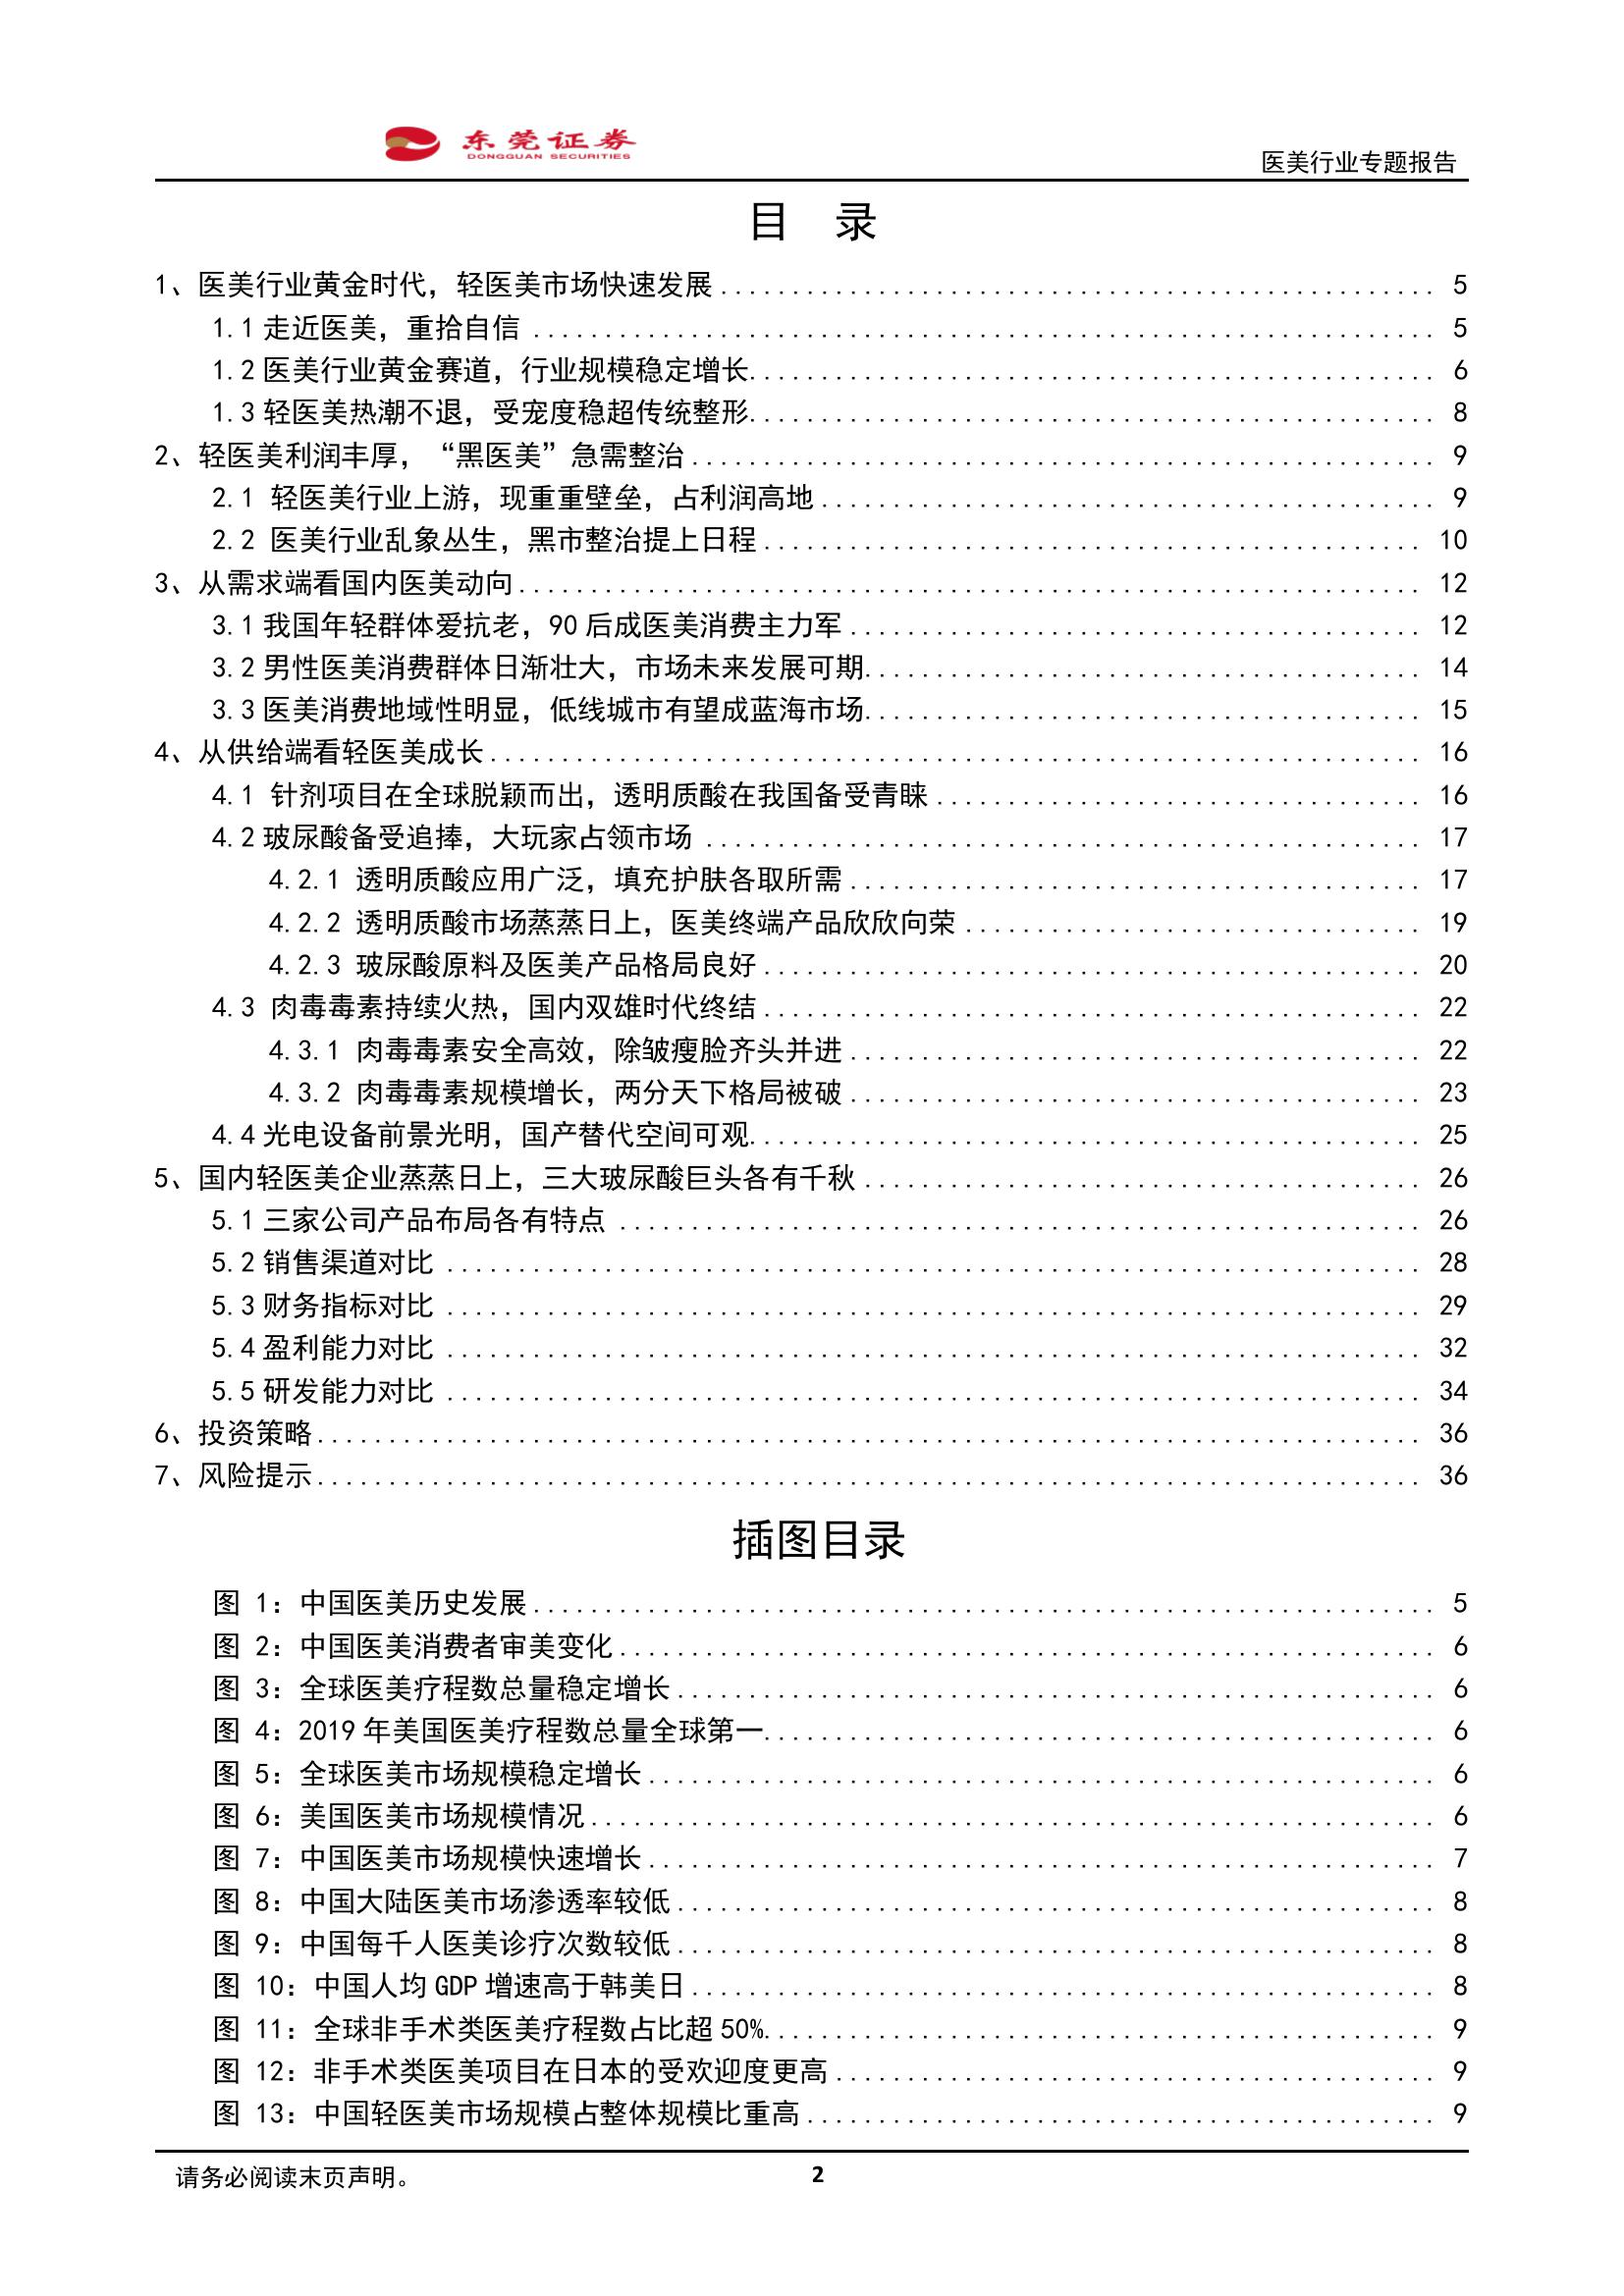 东莞证券
DONGGUAN SECURITIES
医美行业专题报告
目 录
1、医美行业黄金时代，轻医美市场快速发展 5
1.1 走近医美，重拾自信 5
1.2 医美行业黄金赛道，行业规模稳定增长 6
1.3 轻医美热潮不退，受宠度稳超传统整形 8
2、轻医美利润丰厚，“黑医美”急需整治 9
2.1 轻医美行业上游，现重重壁垒，占利润高地 9
2.2 医美行业乱象丛生，黑市整治提上日程 10
3、从需求端看国内医美动向 12
3.1 我国年轻群体爱抗老，90 后成医美消费主力军 12
3.2 男性医美消费群体日渐壮大，市场未来发展可期 14
3.3 医美消费地域性明显，低线城市有望成蓝海市场 15
4、从供给端看轻医美成长 16
4.1 针剂项目在全球脱颖而出，透明质酸在我国备受青睐 16
4.2 玻尿酸备受追捧，大玩家占领市场 17
4.2.1 透明质酸应用广泛，填充护肤各取所需 17
4.2.2 透明质酸市场蒸蒸日上，医美终端产品欣欣向荣 19
4.2.3 玻尿酸原料及医美产品格局良好 20
4.3 肉毒毒素持续火热，国内双雄时代终结 22
4.3.1 肉毒毒素安全高效，除皱瘦脸齐头并进 22
4.3.2 肉毒毒素规模增长，两分天下格局被破 23
4.4 光电设备前景光明，国产替代空间可观 25
5、国内轻医美企业蒸蒸日上，三大玻尿酸巨头各有千秋 26
5.1 三家公司产品布局各有特点 26
5.2 销售渠道对比 28
5.3 财务指标对比 29
5.4 盈利能力对比 32
5.5 研发能力对比 34
6、投资策略 36
7、风险提示 36
插图目录
图 1：中国医美历史发展 5
图 2：中国医美消费者审美变化 6
图 3：全球医美疗程数总量稳定增长 6
图 4：2019 年美国医美疗程数总量全球第一 6
图 5：全球医美市场规模稳定增长 6
图 6：美国医美市场规模情况 6
图 7：中国医美市场规模快速增长 7
图 8：中国大陆医美市场渗透率较低 8
图 9：中国每千人医美诊疗次数较低 8
图 10：中国人均 GDP 增速高于韩美日 8
图 11：全球非手术类医美疗程数占比超 50% 9
图 12：非手术类医美项目在日本的受欢迎度更高 9
图 13：中国轻医美市场规模占整体规模比重高 9
请务必阅读末页声明。
2